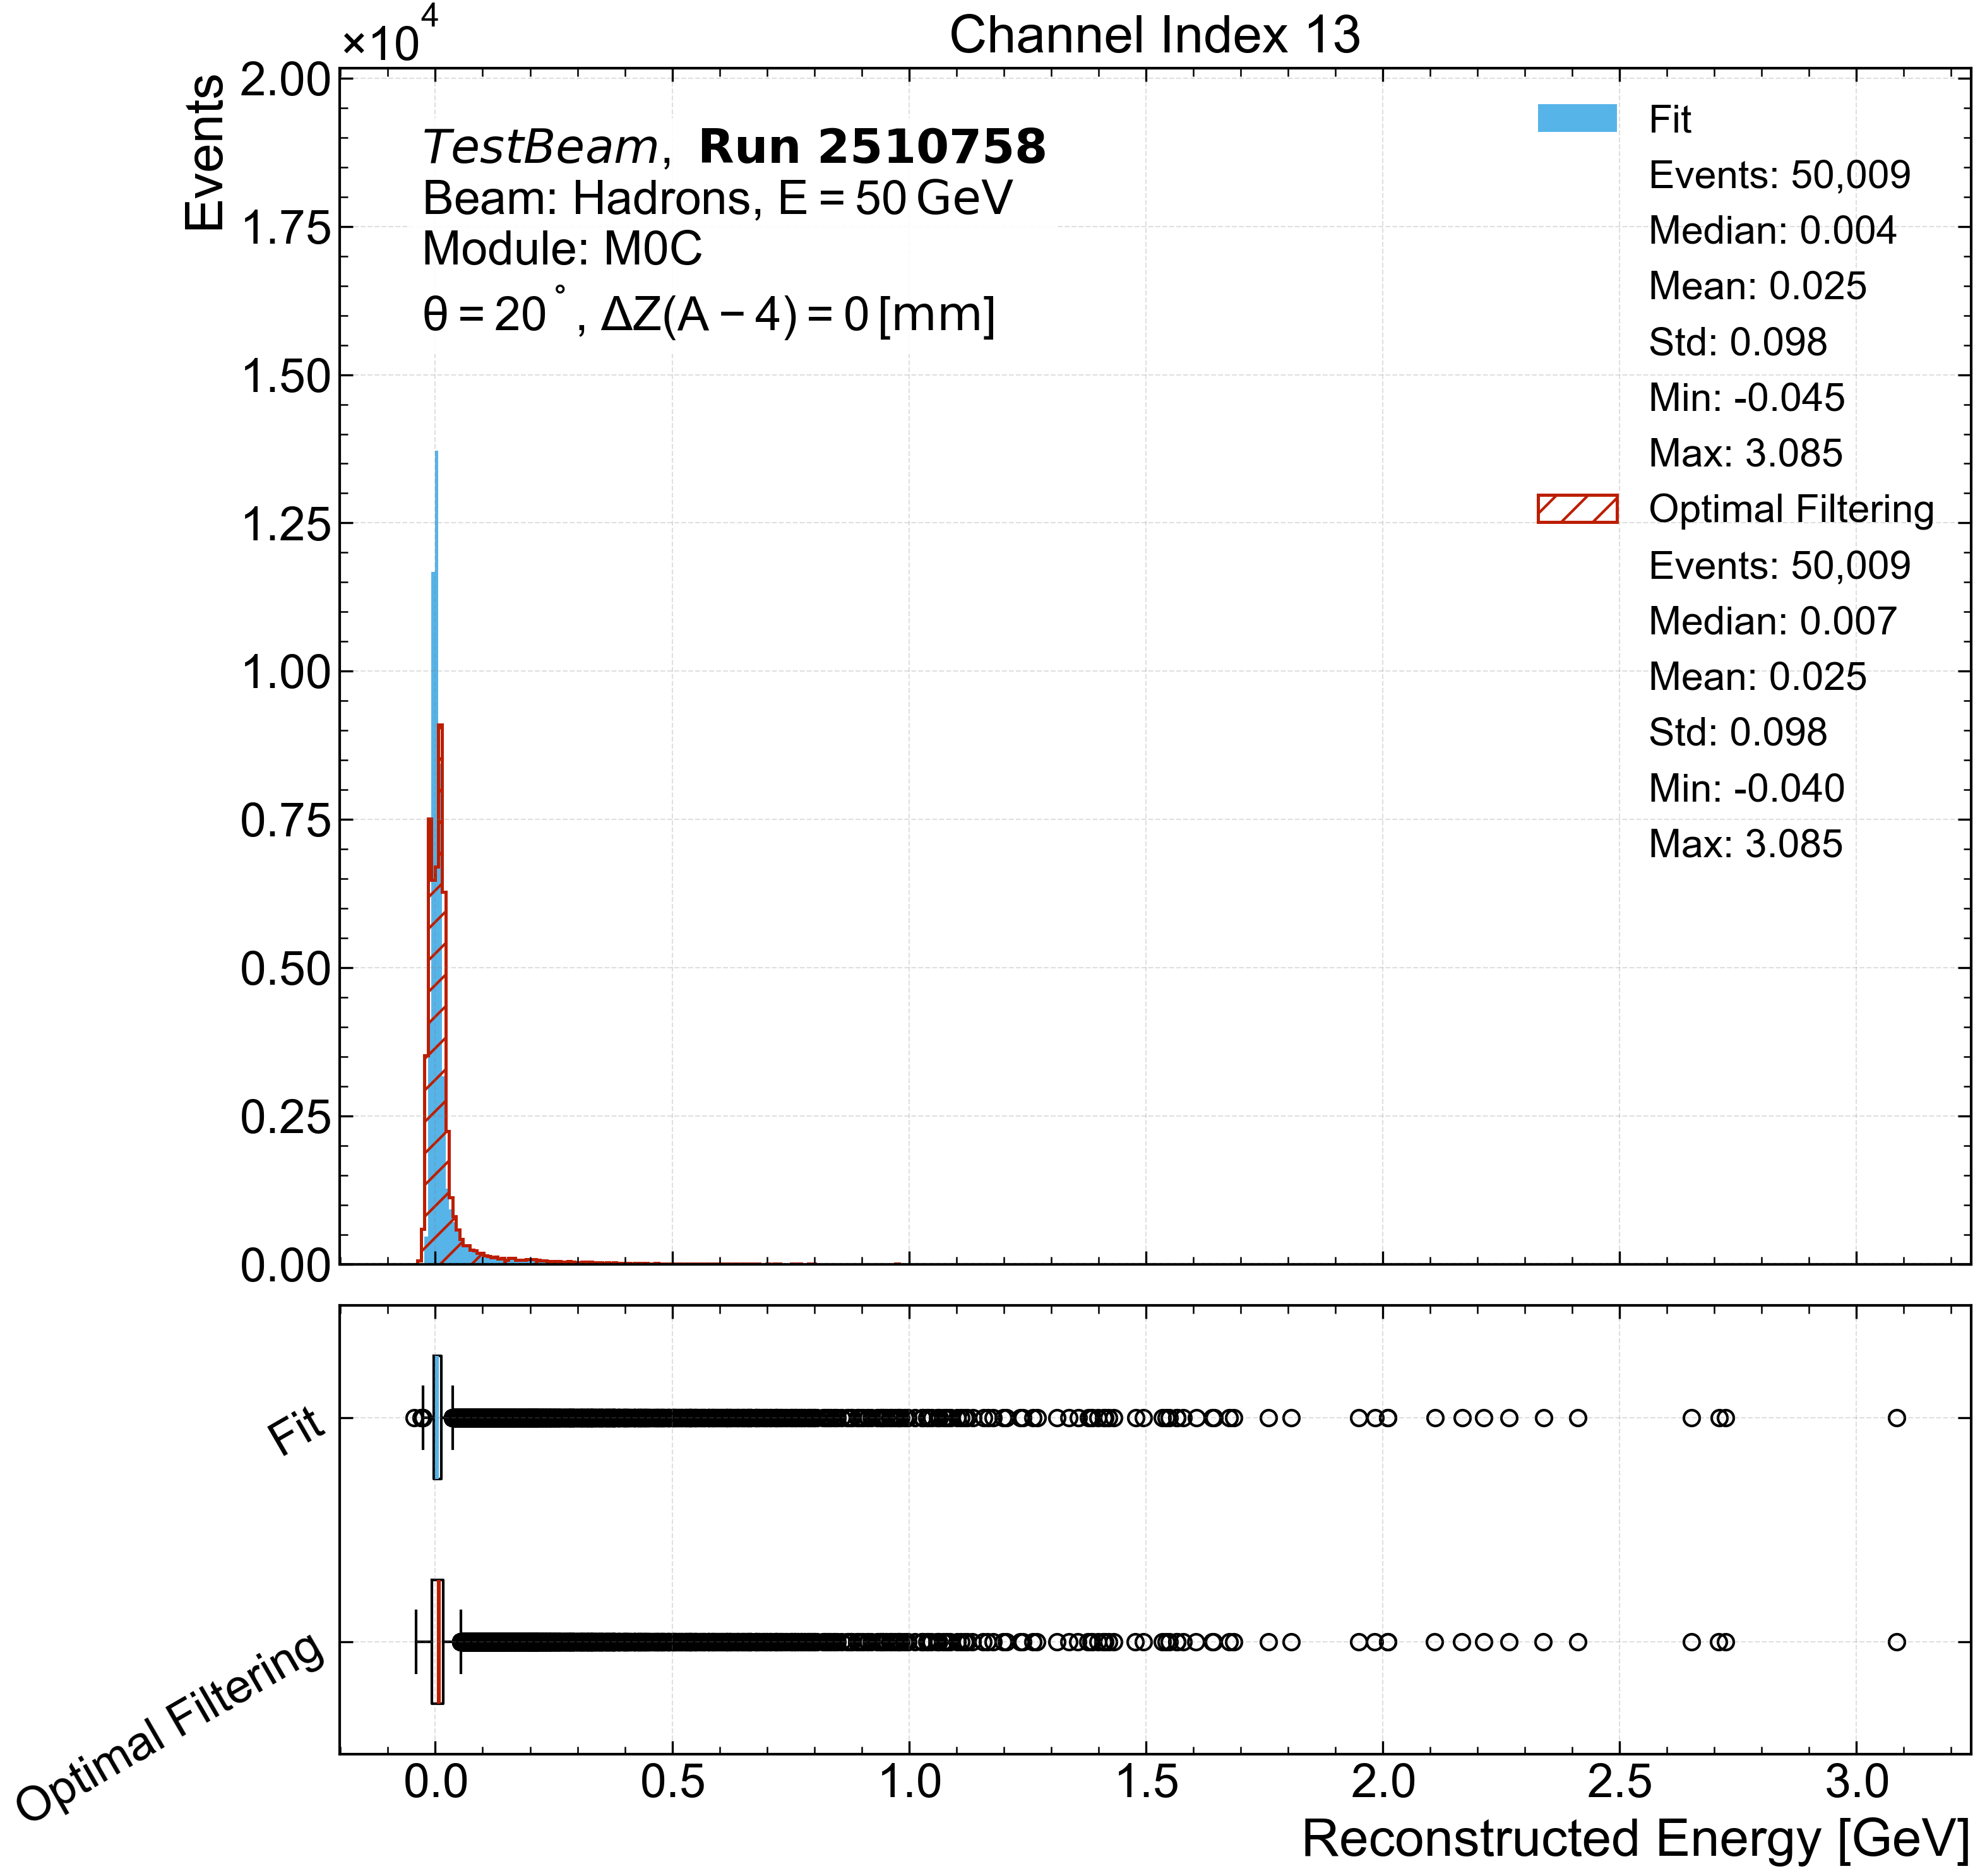 Channel Index 13
×10⁴
Events
2.00
1.75
1.50
1.25
1.00
0.75
0.50
0.25
0.00
TestBeam, Run 2510758
Beam: Hadrons, E = 50 GeV
Module: M0C
θ = 20°, ΔZ(A − 4) = 0 [mm]
Fit
Events: 50,009
Median: 0.004
Mean: 0.025
Std: 0.098
Min: -0.045
Max: 3.085
Optimal Filtering
Events: 50,009
Median: 0.007
Mean: 0.025
Std: 0.098
Min: -0.040
Max: 3.085
Fit
Optimal Filtering
0.0 0.5 1.0 1.5 2.0 2.5 3.0
Reconstructed Energy [GeV]